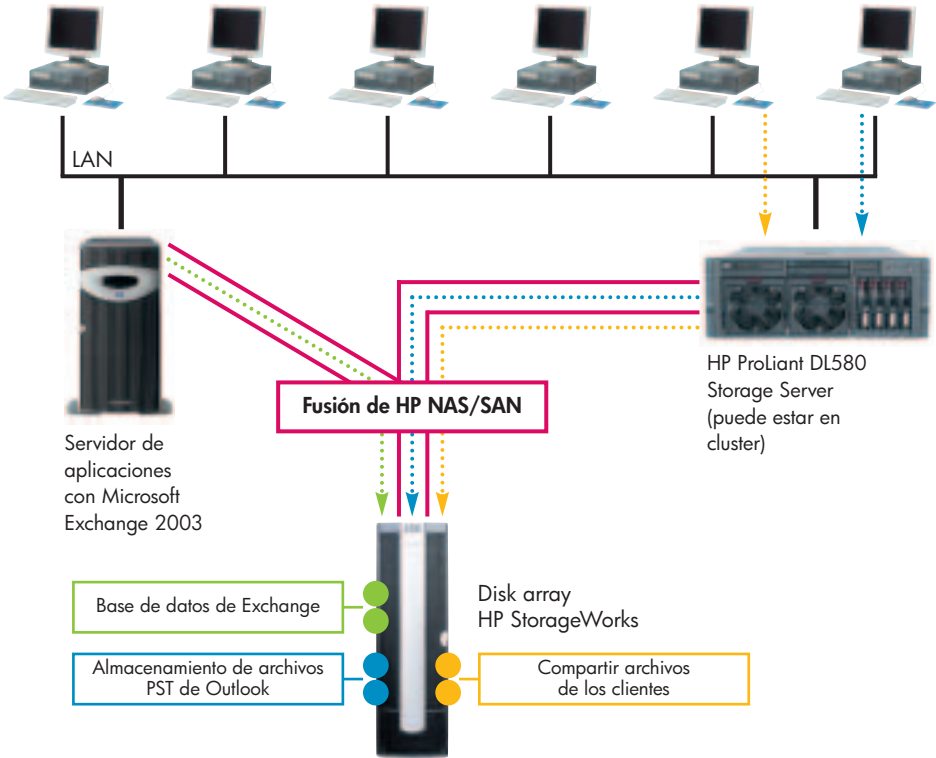 LAN
Fusión de HP NAS/SAN
HP ProLiant DL580
Storage Server
(puede estar en
cluster)
Servidor de
aplicaciones
con Microsoft
Exchange 2003
Base de datos de Exchange
Disk array
HP StorageWorks
Almacenamiento de archivos
PST de Outlook
Compartir archivos
de los clientes